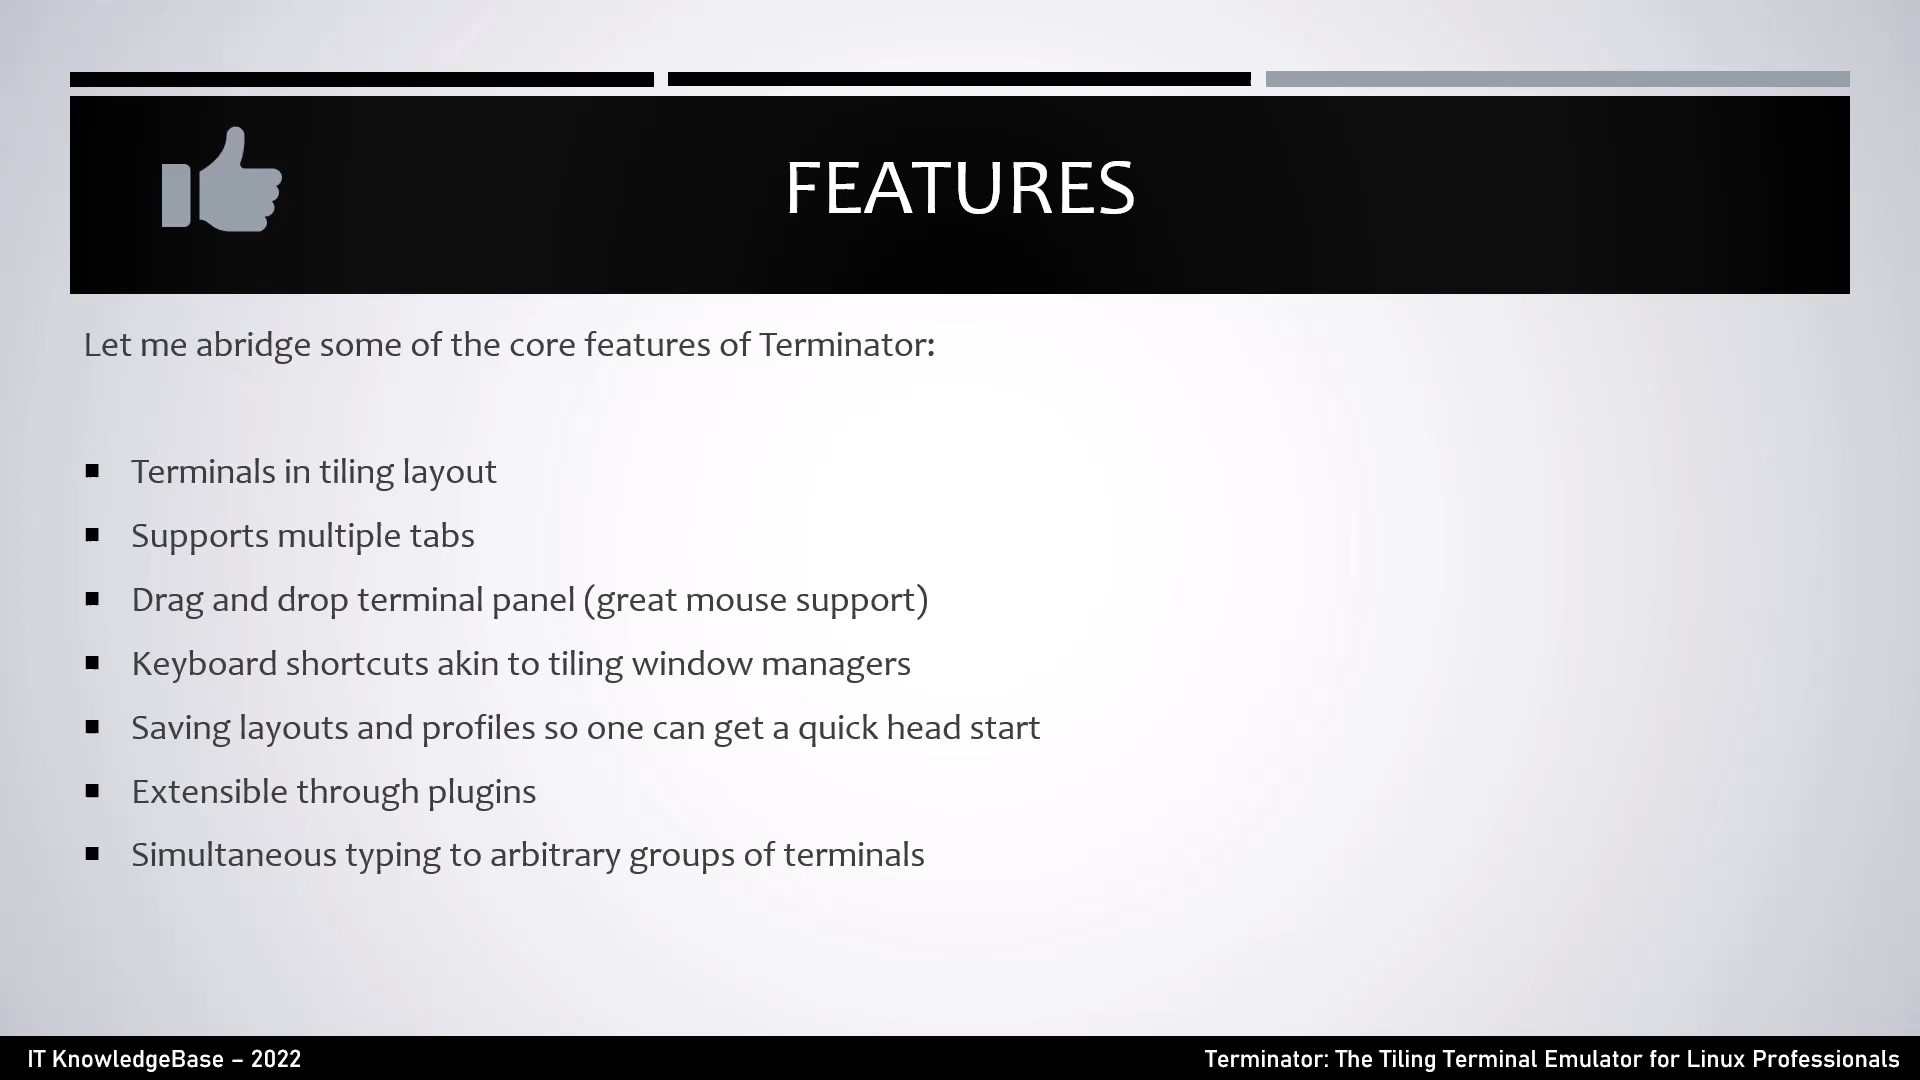 FEATURES
Let me abridge some of the core features of Terminator:
Terminals in tiling layout
Supports multiple tabs
Drag and drop terminal panel (great mouse support)
Keyboard shortcuts akin to tiling window managers
Saving layouts and profiles so one can get a quick head start
Extensible through plugins
Simultaneous typing to arbitrary groups of terminals
IT KnowledgeBase – 2022
Terminator: The Tiling Terminal Emulator for Linux Professionals